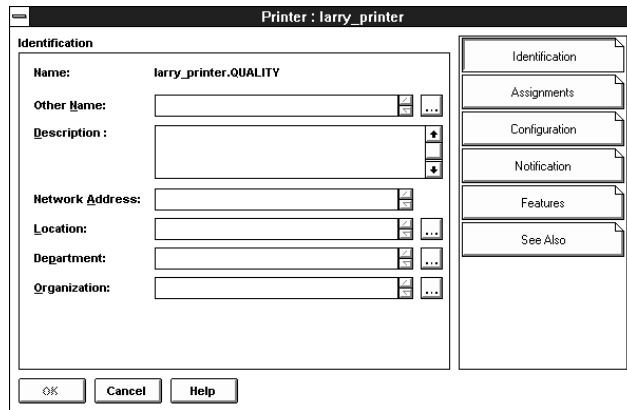 Printer : larry_printer
Identification
Name: larry_printer.QUALITY
Other Name: ...
Description :
Network Address:
Location: ...
Department: ...
Organization: ...
OK Cancel Help
Identification
Assignments
Configuration
Notification
Features
See Also